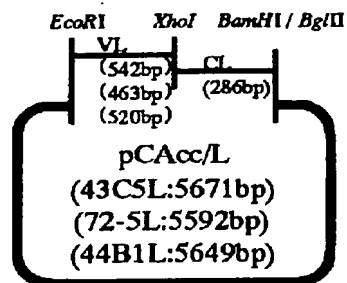 EcoRI XhoI BamHI / BglII
VL
(542bp) CL
(463bp) (286bp)
(520bp)
pCAcc/L
(43C5L:5671bp)
(72-5L:5592bp)
(44B1L:5649bp)